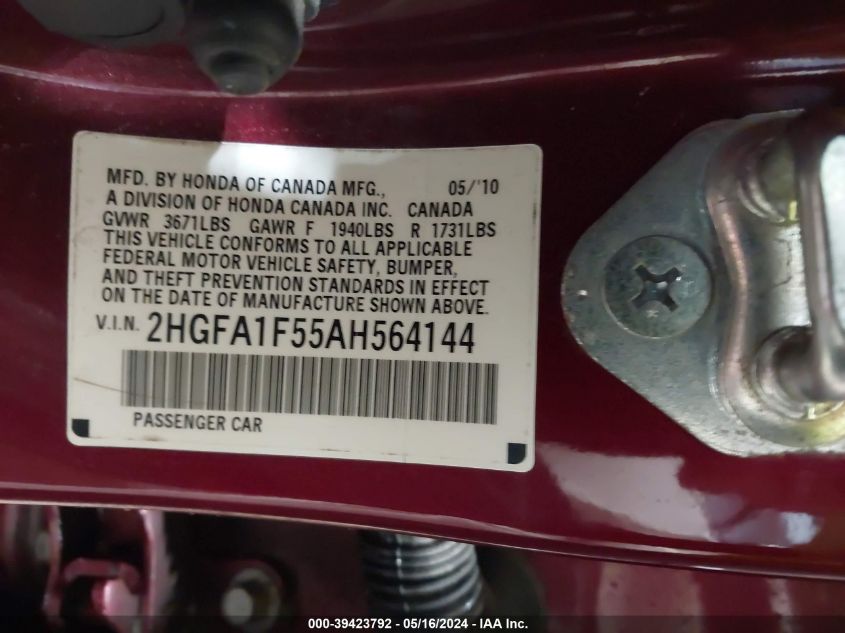 MFD. BY HONDA OF CANADA MFG., 05/'10
A DIVISION OF HONDA CANADA INC. CANADA
GVWR 3671LBS GAWR F 1940LBS R 1731LBS
THIS VEHICLE CONFORMS TO ALL APPLICABLE
FEDERAL MOTOR VEHICLE SAFETY, BUMPER,
AND THEFT PREVENTION STANDARDS IN EFFECT
ON THE DATE OF MANUFACTURE SHOWN ABOVE.
V.I.N. 2HGFA1F55AH564144
PASSENGER CAR
000-39423792 - 05/16/2024 - IAA Inc.